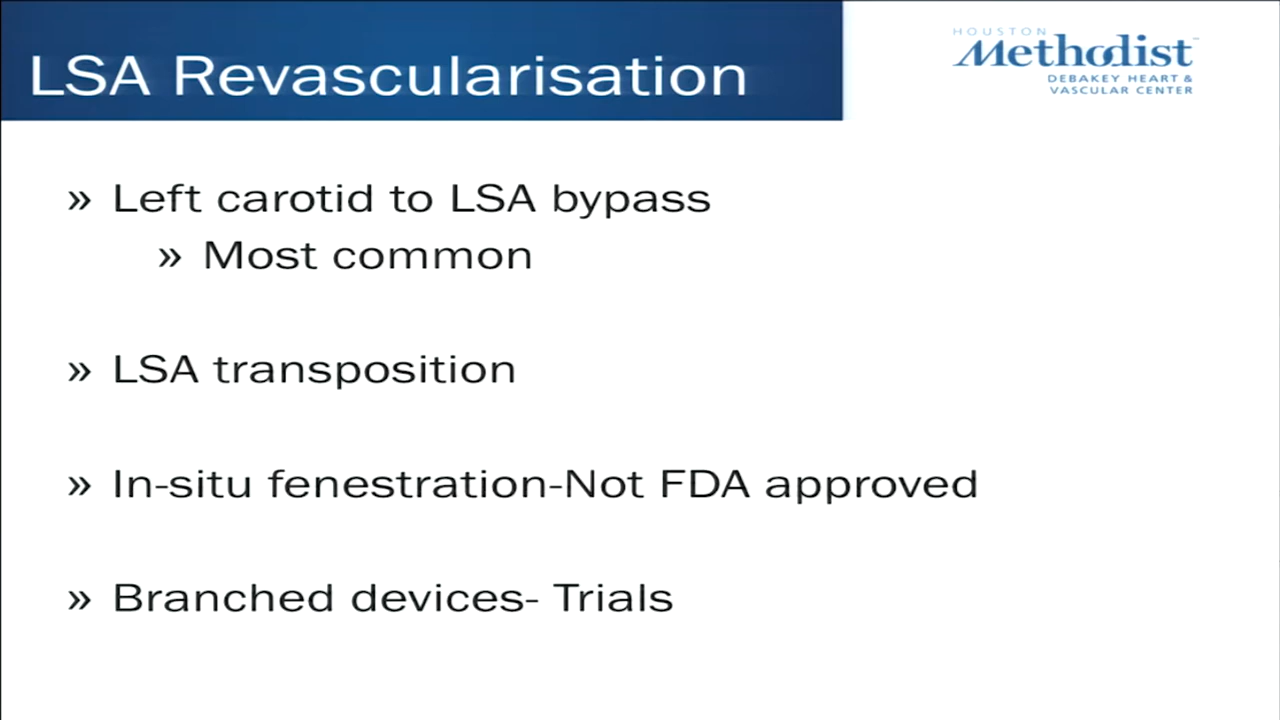 LSA Revascularisation
HOUSTON
Methodist
DEBAKEY HEART &
VASCULAR CENTER
» Left carotid to LSA bypass
» Most common
» LSA transposition
» In-situ fenestration-Not FDA approved
» Branched devices- Trials